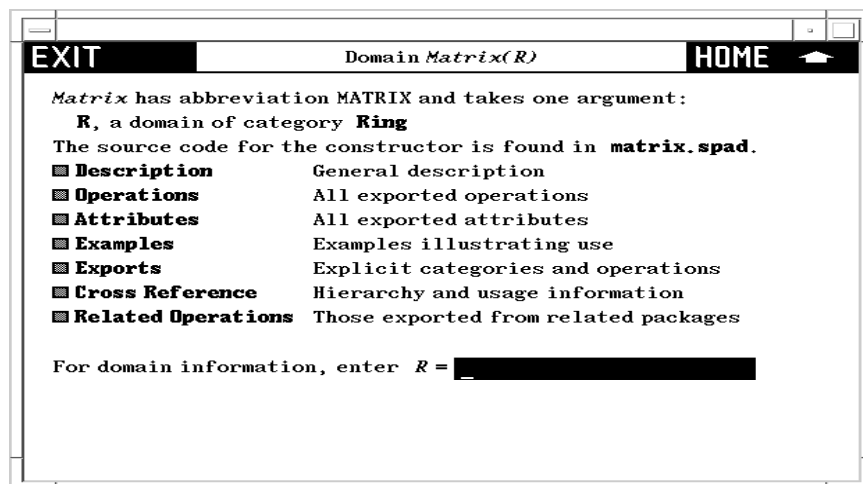 EXIT Domain Matrix(R) HOME
Matrix has abbreviation MATRIX and takes one argument:
R, a domain of category Ring
The source code for the constructor is found in matrix.spad.
Description General description
Operations All exported operations
Attributes All exported attributes
Examples Examples illustrating use
Exports Explicit categories and operations
Cross Reference Hierarchy and usage information
Related Operations Those exported from related packages
For domain information, enter R =